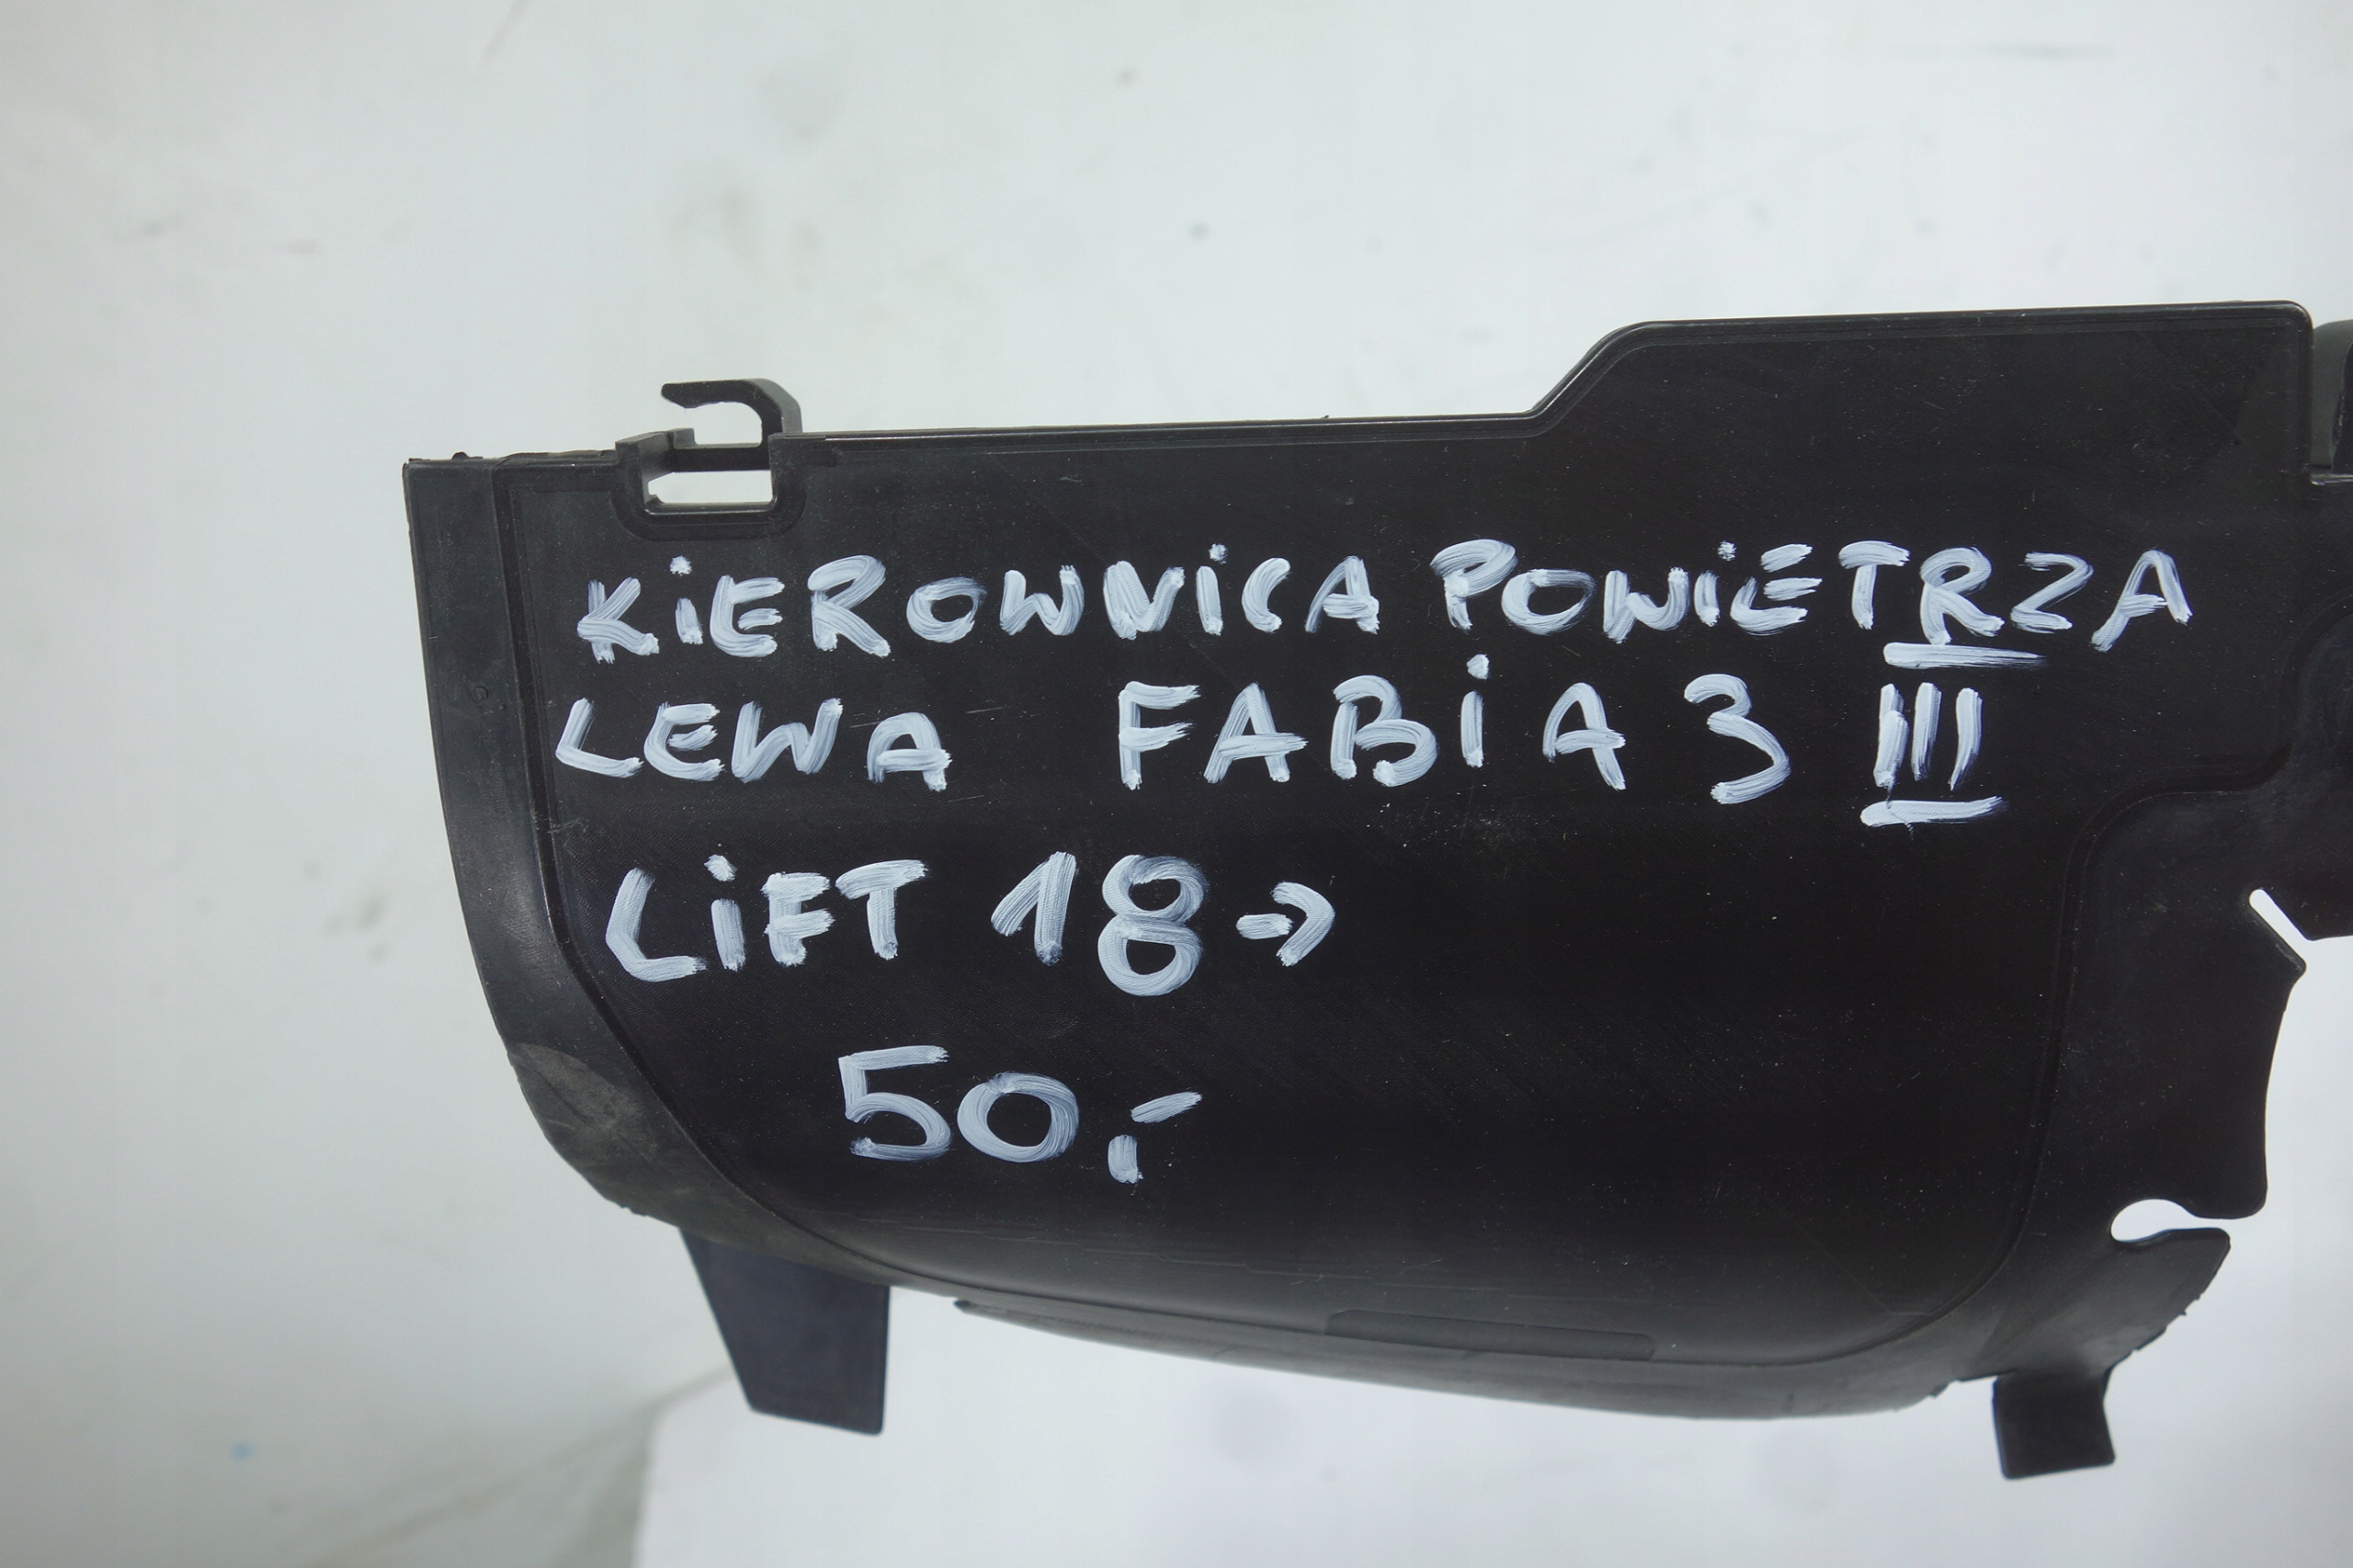 KiEROWNiCA POWiETRZA
LEWA FABiA 3 III
LiFT 18->
50,-